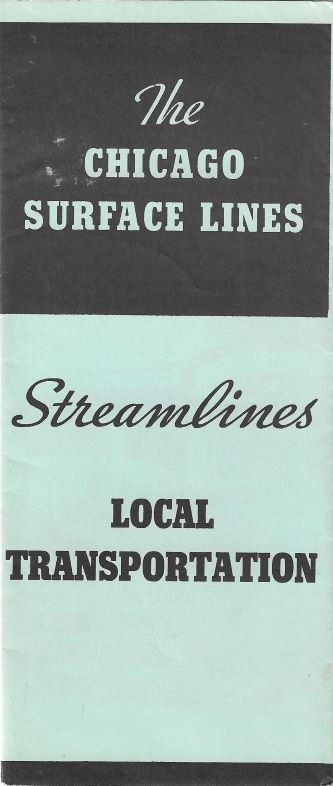 The
CHICAGO
SURFACE LINES
Streamlines
LOCAL
TRANSPORTATION